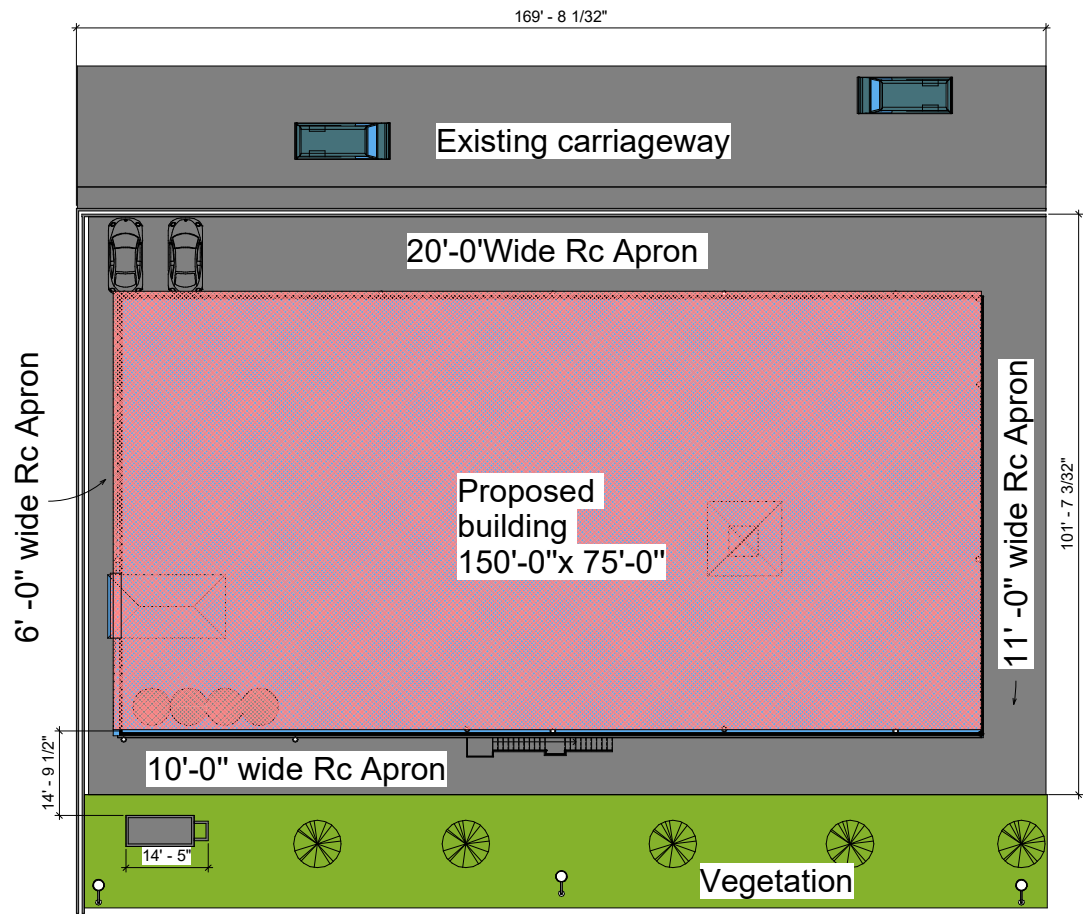 169' - 8 1/32"
Existing carriageway
20'-0'Wide Rc Apron
6' -0" wide Rc Apron
Proposed
building
150'-0"x 75'-0"
11' -0" wide Rc Apron
101' - 7 3/32"
14' - 9 1/2"
10'-0" wide Rc Apron
14' - 5"
Vegetation